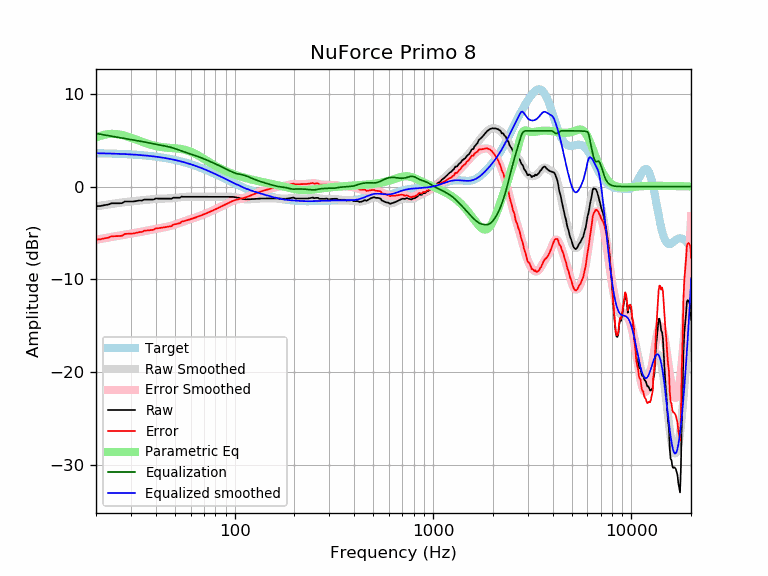 NuForce Primo 8
Amplitude (dBr)
10
0
−10
−20
−30
Target
Raw Smoothed
Error Smoothed
Raw
Error
Parametric Eq
Equalization
Equalized smoothed
100 1000 10000
Frequency (Hz)